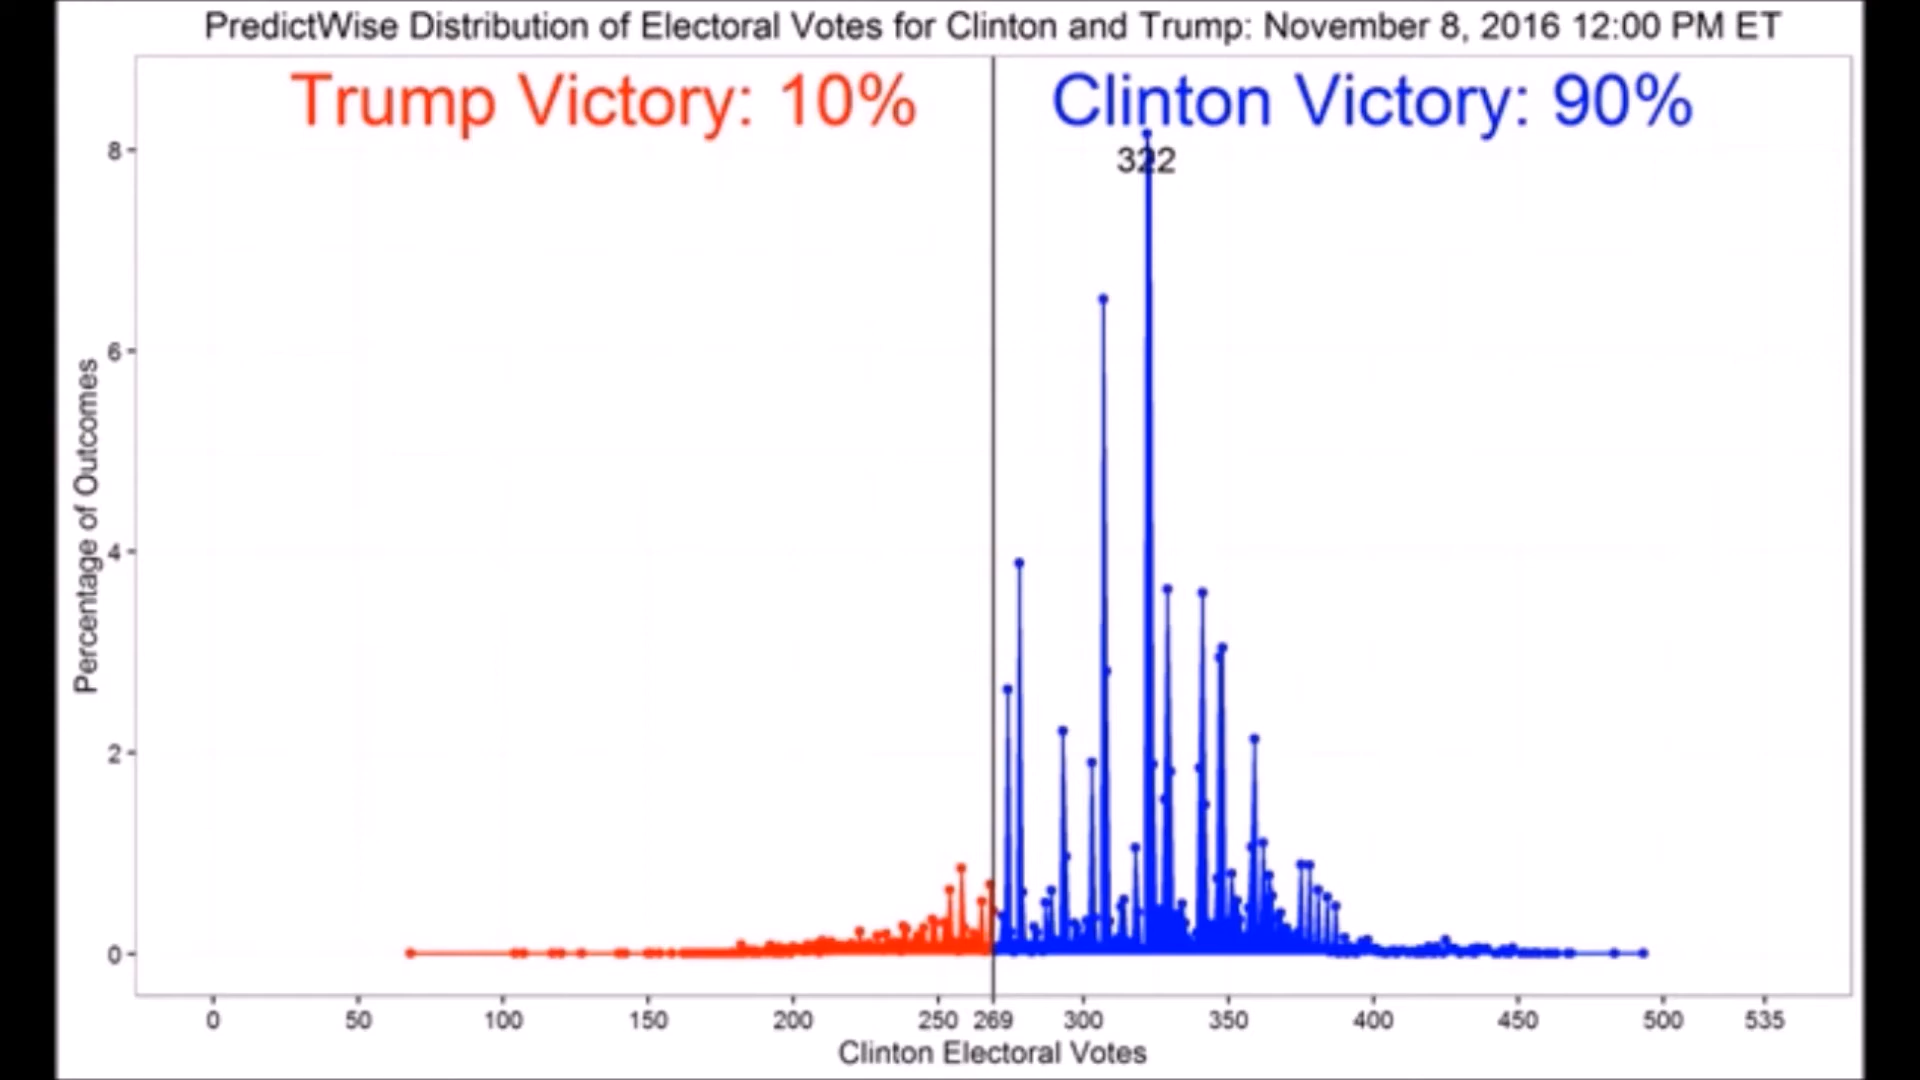 PredictWise Distribution of Electoral Votes for Clinton and Trump: November 8, 2016 12:00 PM ET
Trump Victory: 10%
Clinton Victory: 90%
322
Percentage of Outcomes
8
6
4
2
0
0 50 100 150 200 250 269 300 350 400 450 500 535
Clinton Electoral Votes